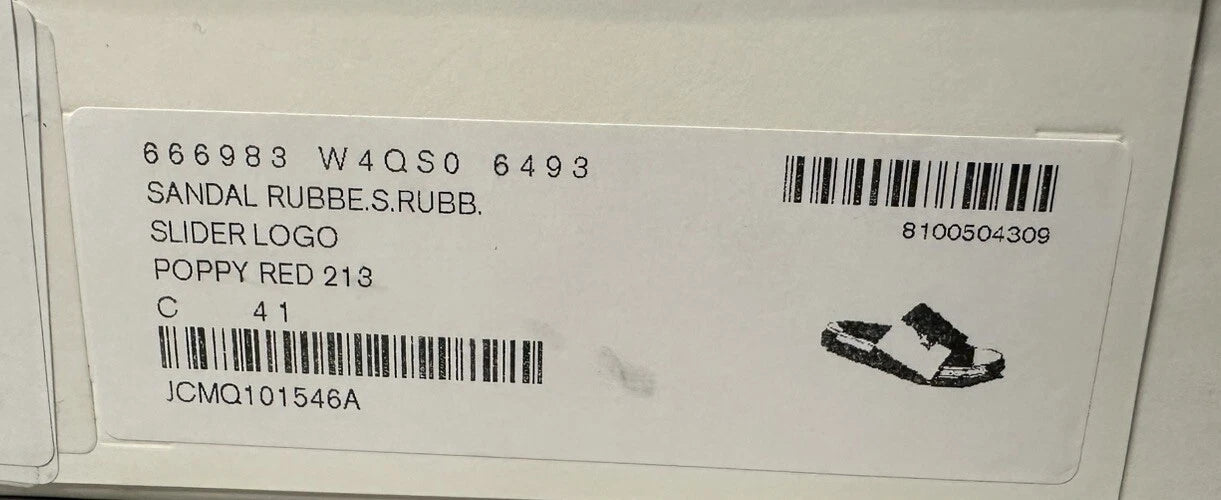 666983 W4QS0 6493
SANDAL RUBBE.S.RUBB.
SLIDER LOGO
POPPY RED 213
C 41
JCMQ101546A
8100504309